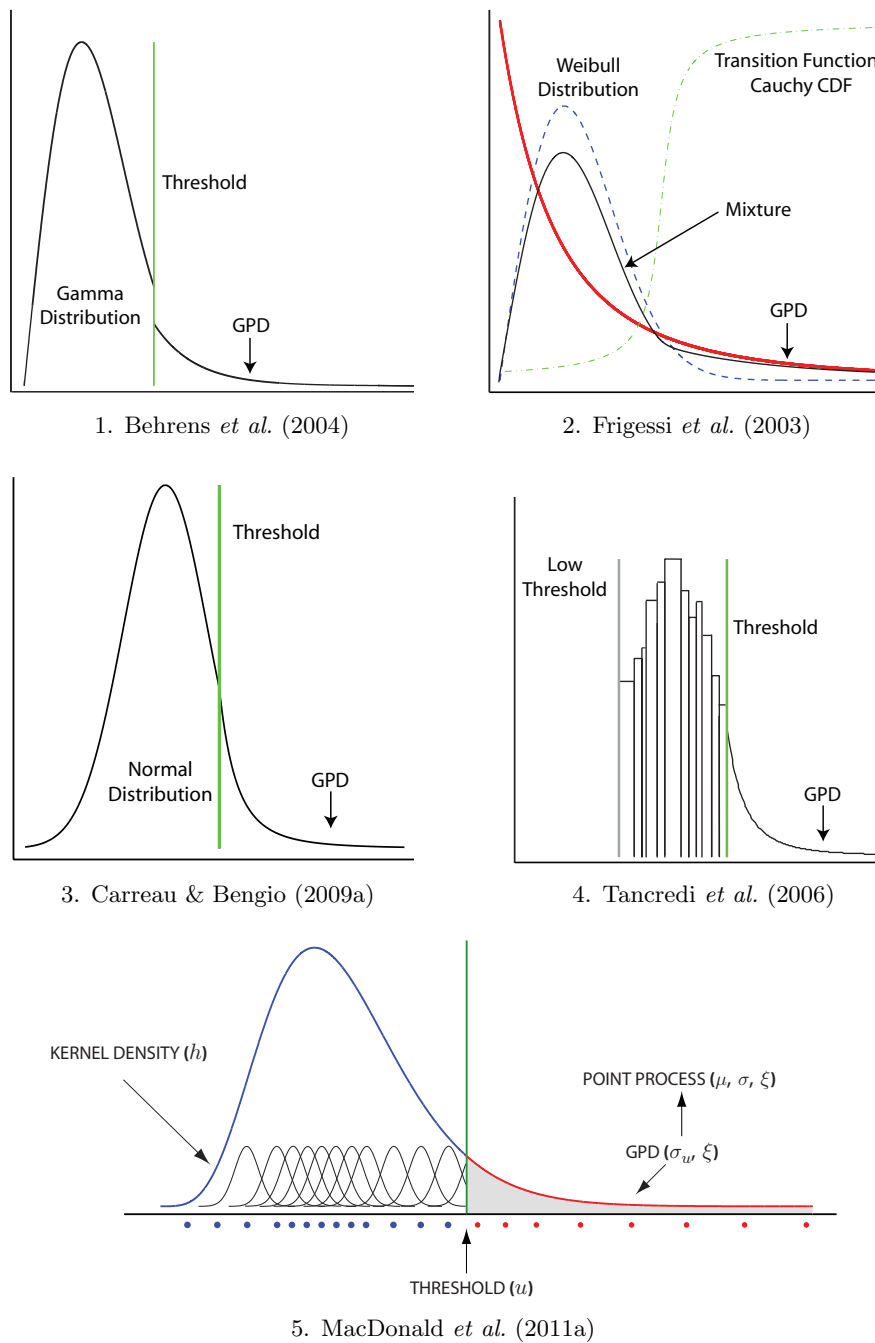 Threshold
Gamma
Distribution
GPD
1. Behrens et al. (2004)
Weibull
Distribution
Transition Function
Cauchy CDF
Mixture
GPD
2. Frigessi et al. (2003)
Threshold
Normal
Distribution
GPD
3. Carreau & Bengio (2009a)
Low
Threshold
Threshold
GPD
4. Tancredi et al. (2006)
KERNEL DENSITY (h)
POINT PROCESS (μ, σ, ξ)
GPD (σᵤ, ξ)
THRESHOLD (u)
5. MacDonald et al. (2011a)